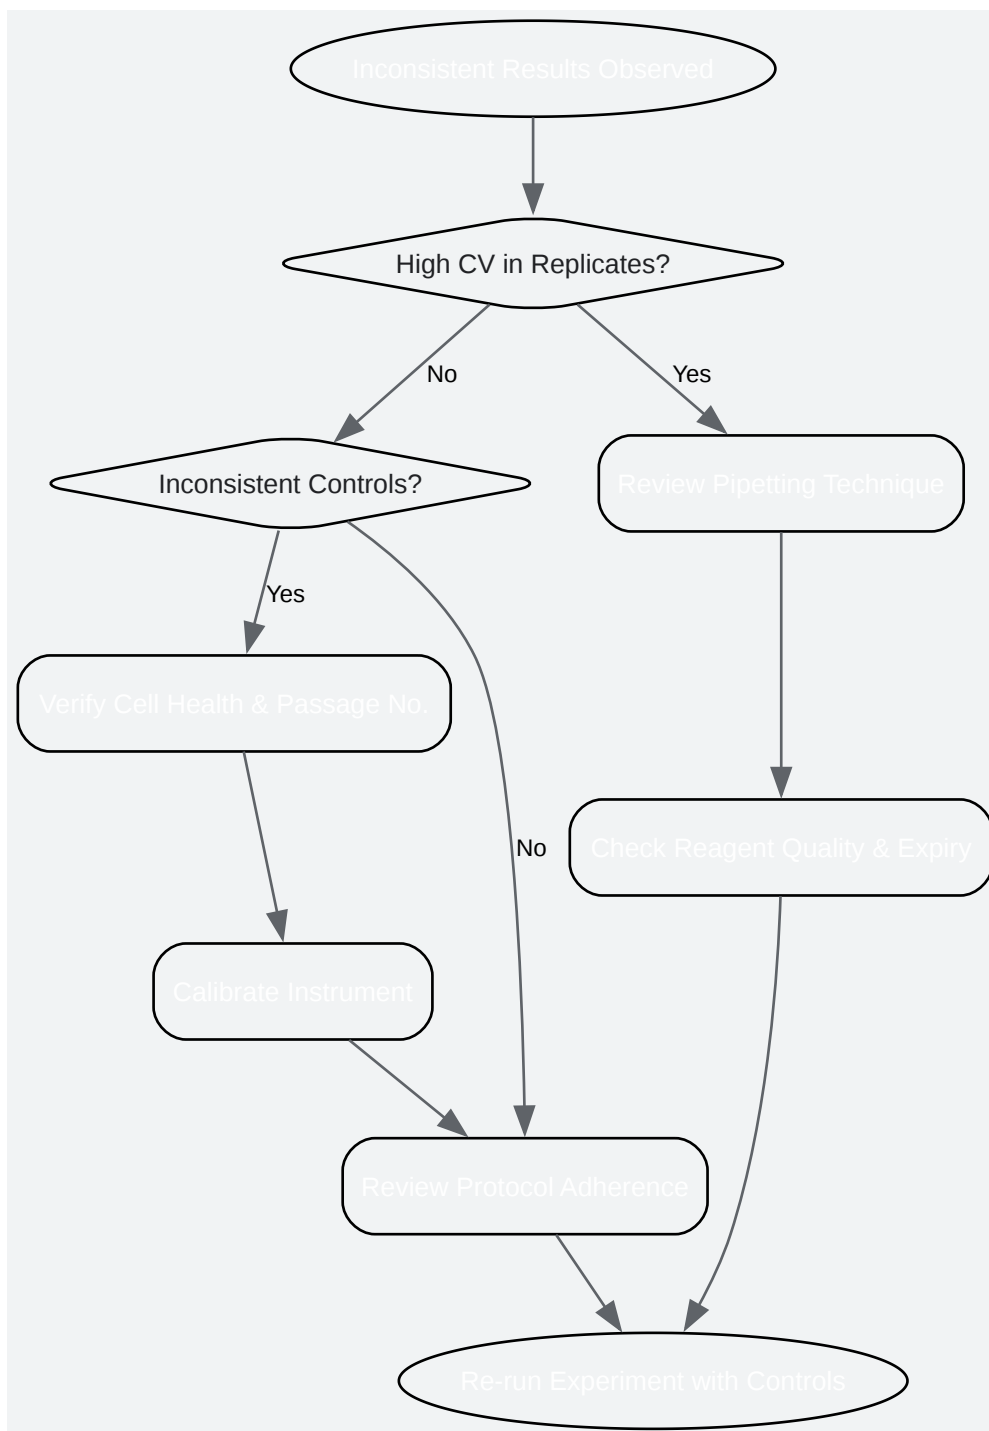 Inconsistent Results Observed
High CV in Replicates?
No
Yes
Inconsistent Controls?
Review Pipetting Technique
Yes
Verify Cell Health & Passage No.
No
Check Reagent Quality & Expiry
Calibrate Instrument
Review Protocol Adherence
Re-run Experiment with Controls